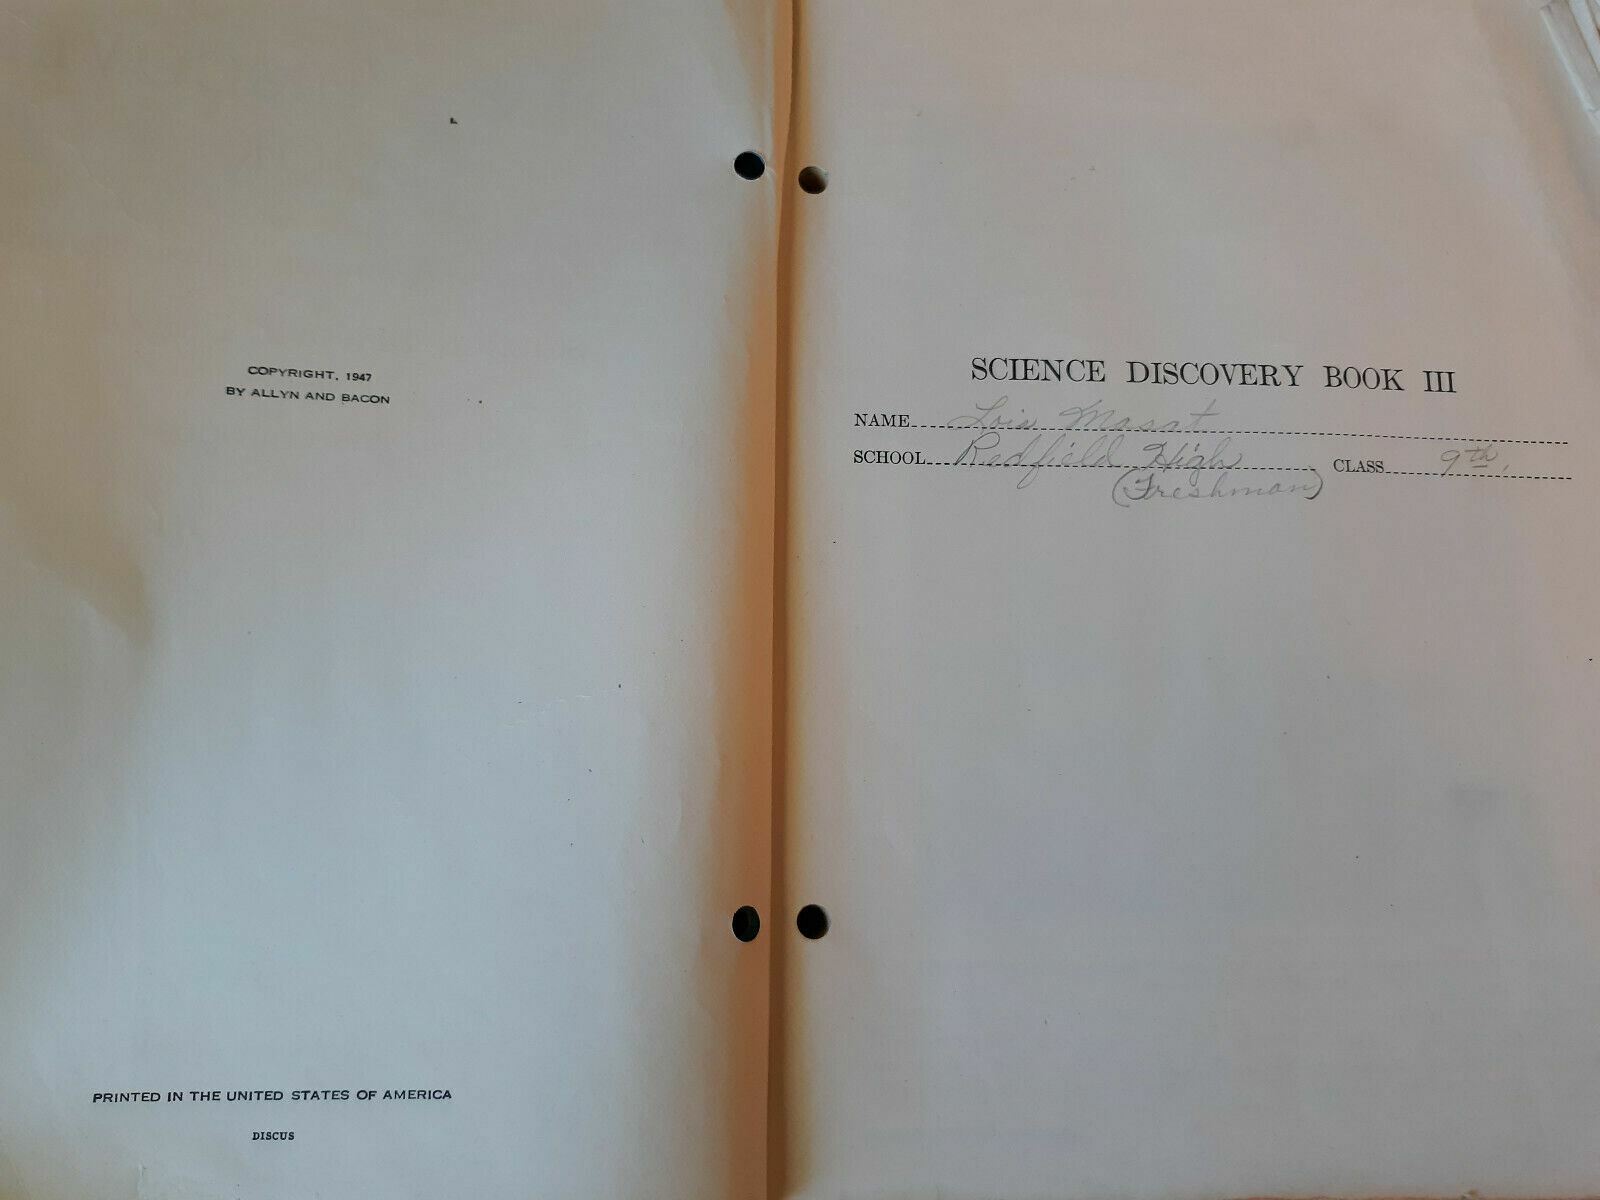 COPYRIGHT, 1947
BY ALLYN AND BACON
PRINTED IN THE UNITED STATES OF AMERICA
DISCUS
SCIENCE DISCOVERY BOOK III
NAME Lois Masat
SCHOOL Redfield High CLASS 9th.
(Freshman)